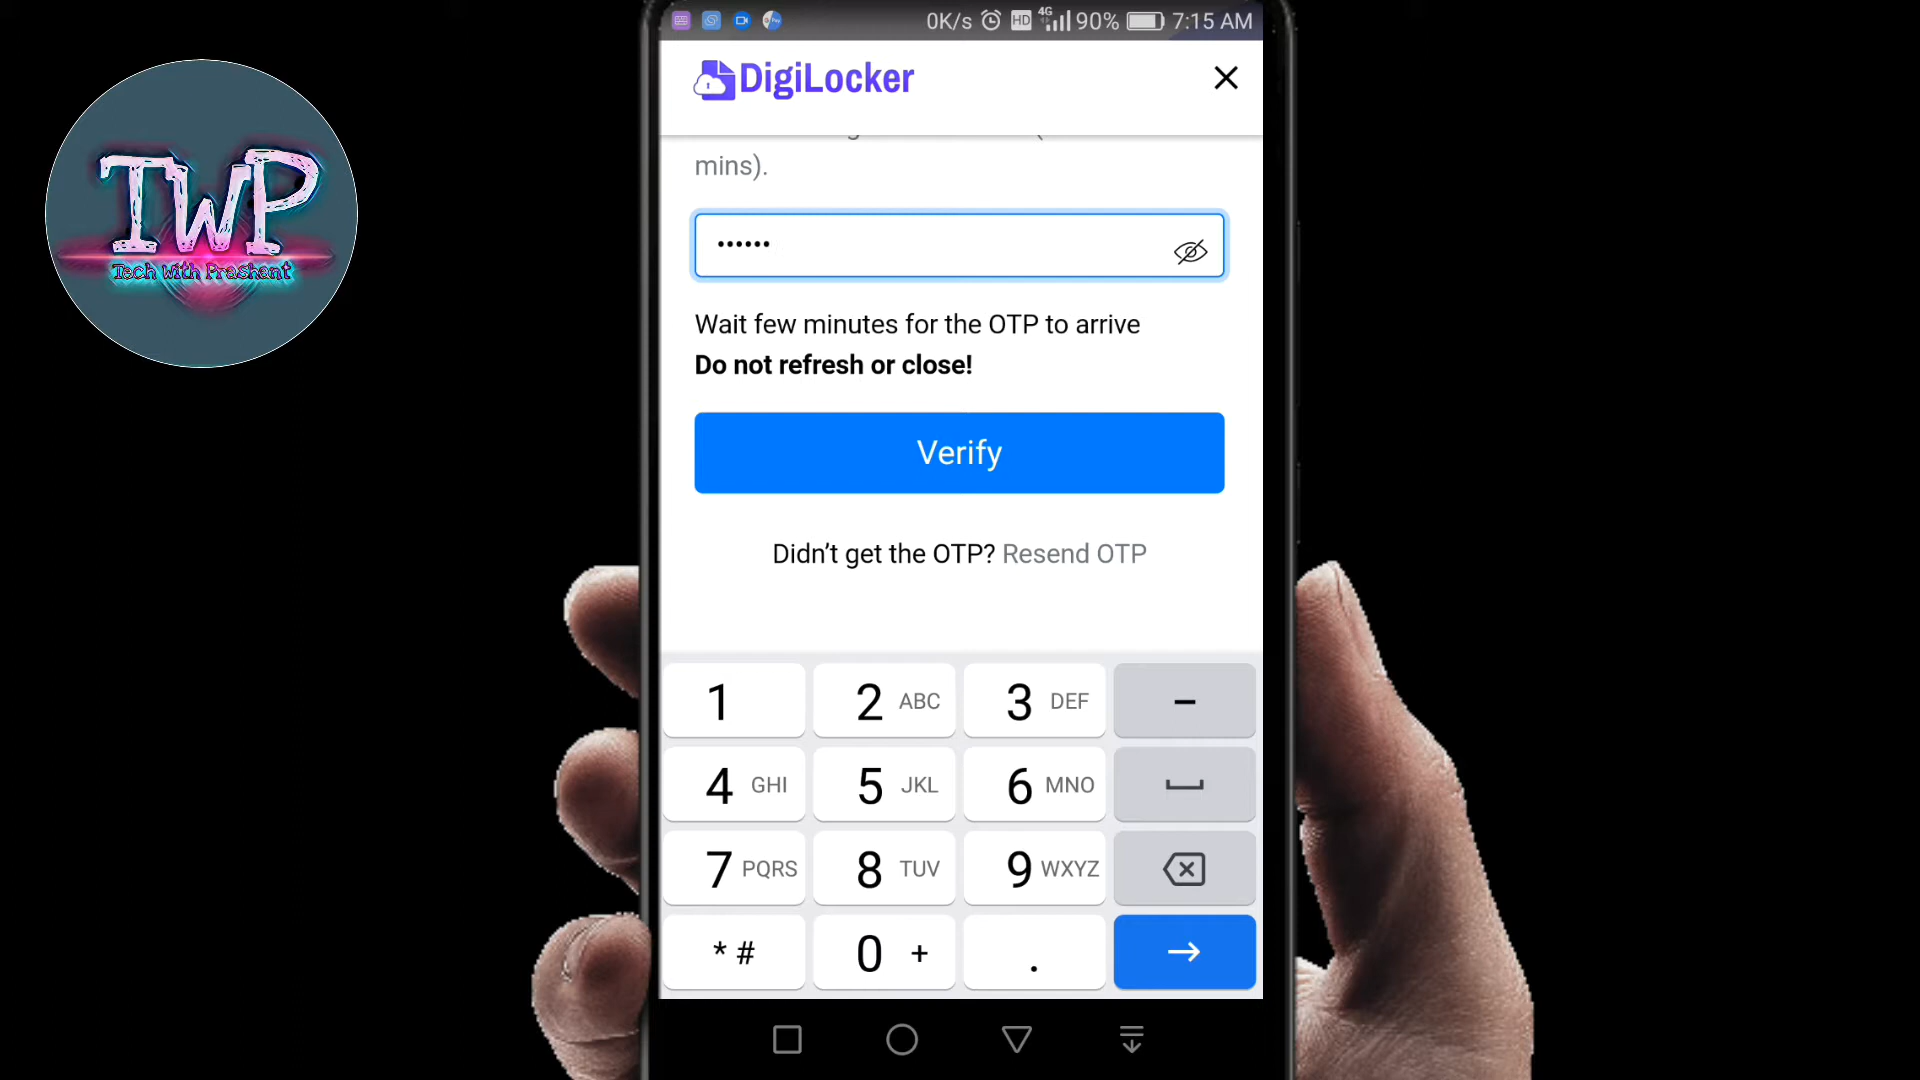 0K/s HD 4G 90% 7:15 AM
DigiLocker
mins).
••••••
Wait few minutes for the OTP to arrive
Do not refresh or close!
Verify
Didn’t get the OTP? Resend OTP
1 2 ABC 3 DEF –
4 GHI 5 JKL 6 MNO
7 PQRS 8 TUV 9 WXYZ
* # 0 + .
TWP
Tech With Prashant